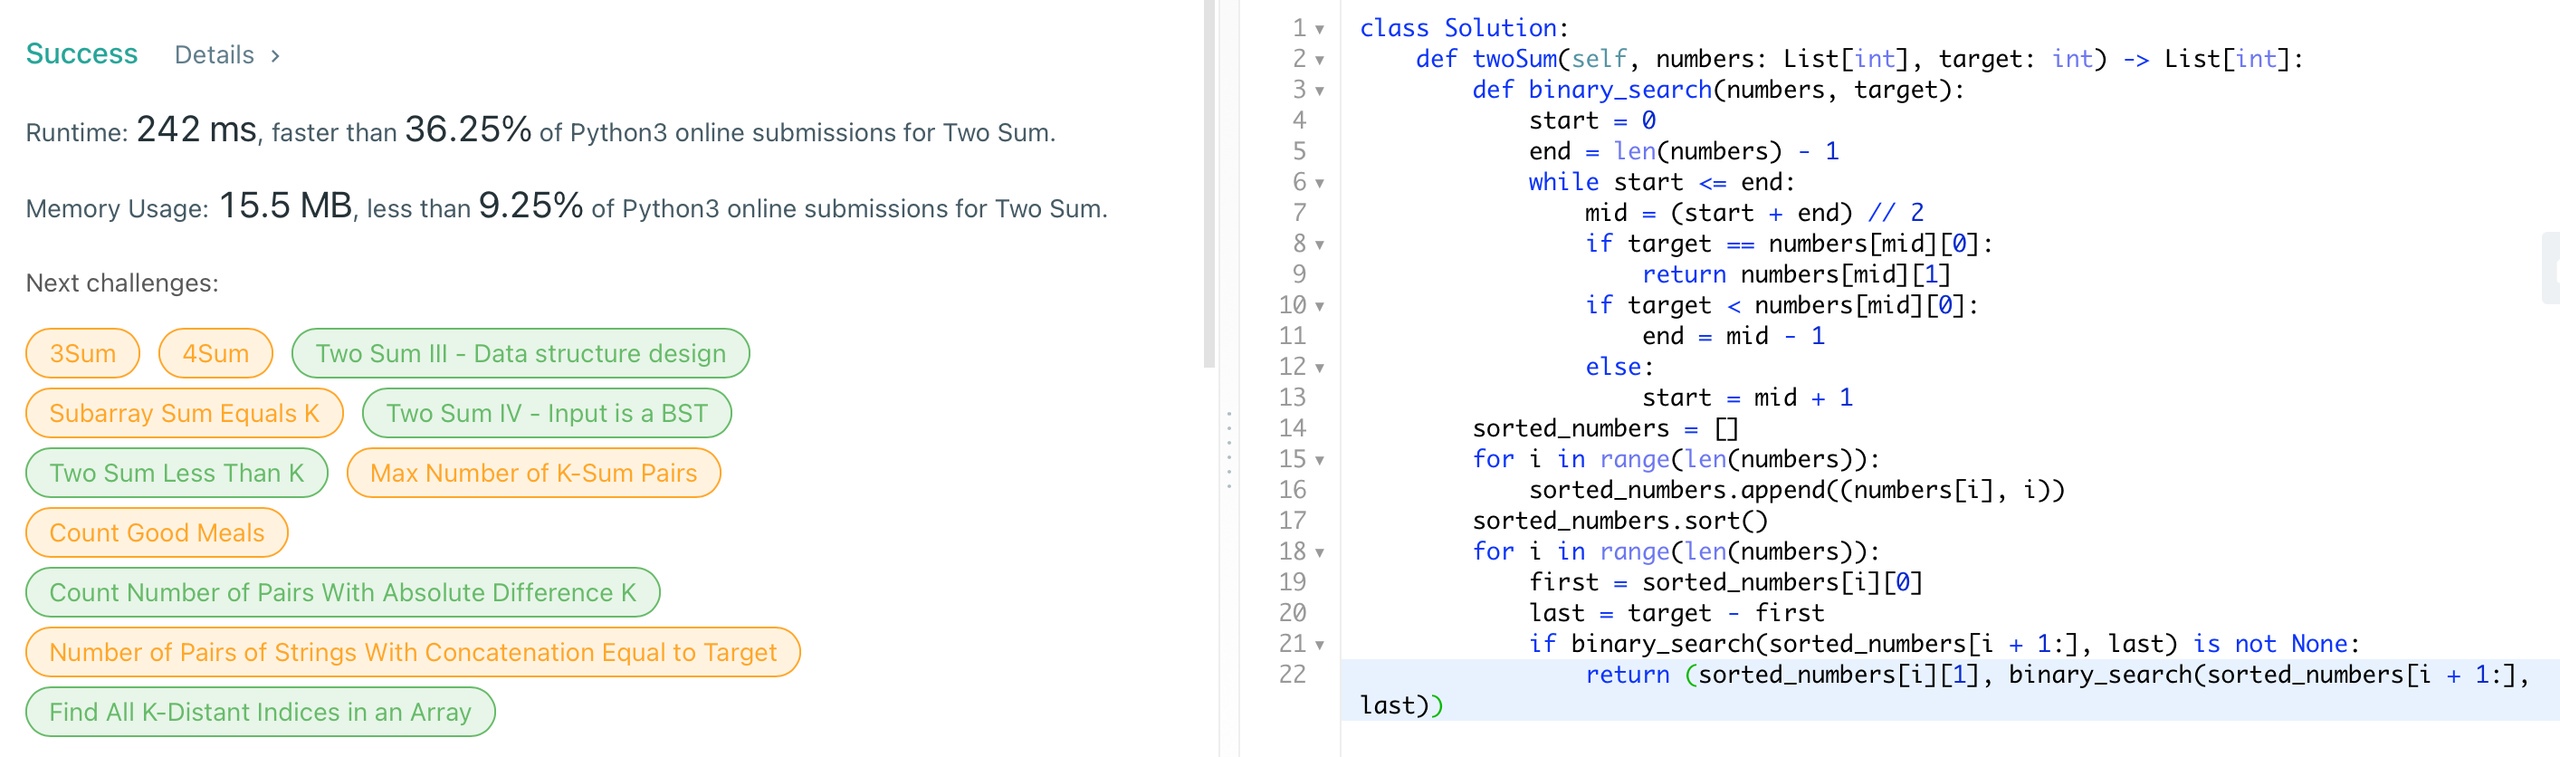 Success Details >
Runtime: 242 ms, faster than 36.25% of Python3 online submissions for Two Sum.
Memory Usage: 15.5 MB, less than 9.25% of Python3 online submissions for Two Sum.
Next challenges:
3Sum 4Sum Two Sum III - Data structure design
Subarray Sum Equals K Two Sum IV - Input is a BST
Two Sum Less Than K Max Number of K-Sum Pairs
Count Good Meals
Count Number of Pairs With Absolute Difference K
Number of Pairs of Strings With Concatenation Equal to Target
Find All K-Distant Indices in an Array
1 class Solution:
2     def twoSum(self, numbers: List[int], target: int) -> List[int]:
3         def binary_search(numbers, target):
4             start = 0
5             end = len(numbers) - 1
6             while start <= end:
7                 mid = (start + end) // 2
8                 if target == numbers[mid][0]:
9                     return numbers[mid][1]
10                 if target < numbers[mid][0]:
11                     end = mid - 1
12                 else:
13                     start = mid + 1
14         sorted_numbers = []
15         for i in range(len(numbers)):
16             sorted_numbers.append((numbers[i], i))
17         sorted_numbers.sort()
18         for i in range(len(numbers)):
19             first = sorted_numbers[i][0]
20             last = target - first
21             if binary_search(sorted_numbers[i + 1:], last) is not None:
22                 return (sorted_numbers[i][1], binary_search(sorted_numbers[i + 1:],
last))